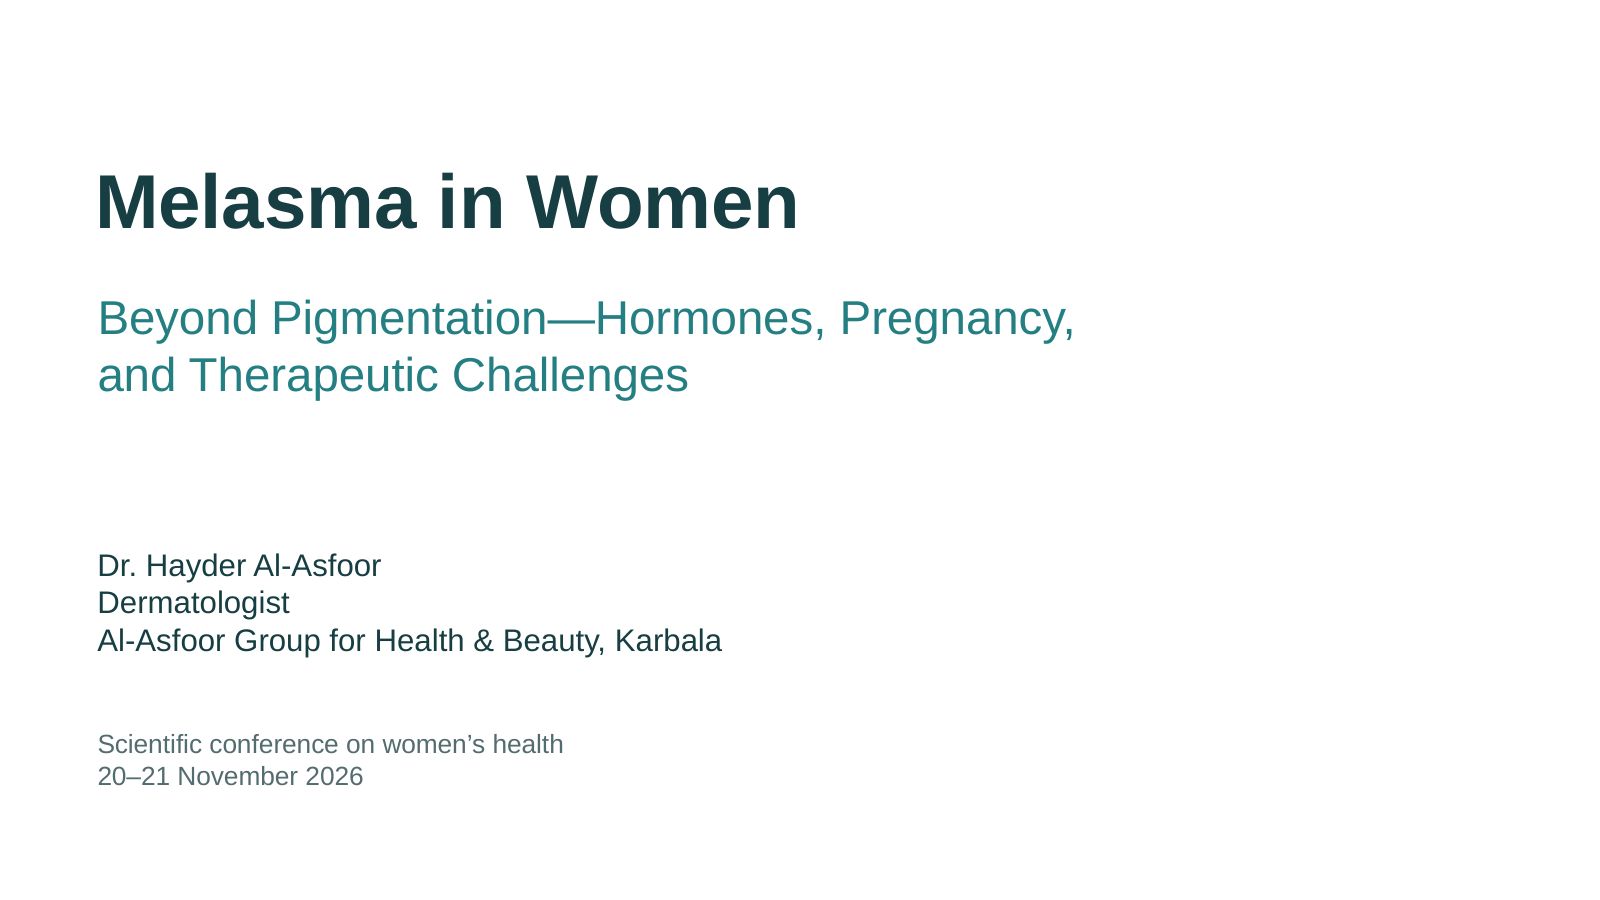 Melasma in Women
Beyond Pigmentation—Hormones, Pregnancy,
and Therapeutic Challenges
Dr. Hayder Al-Asfoor
Dermatologist
Al-Asfoor Group for Health & Beauty, Karbala
Scientific conference on women’s health
20–21 November 2026